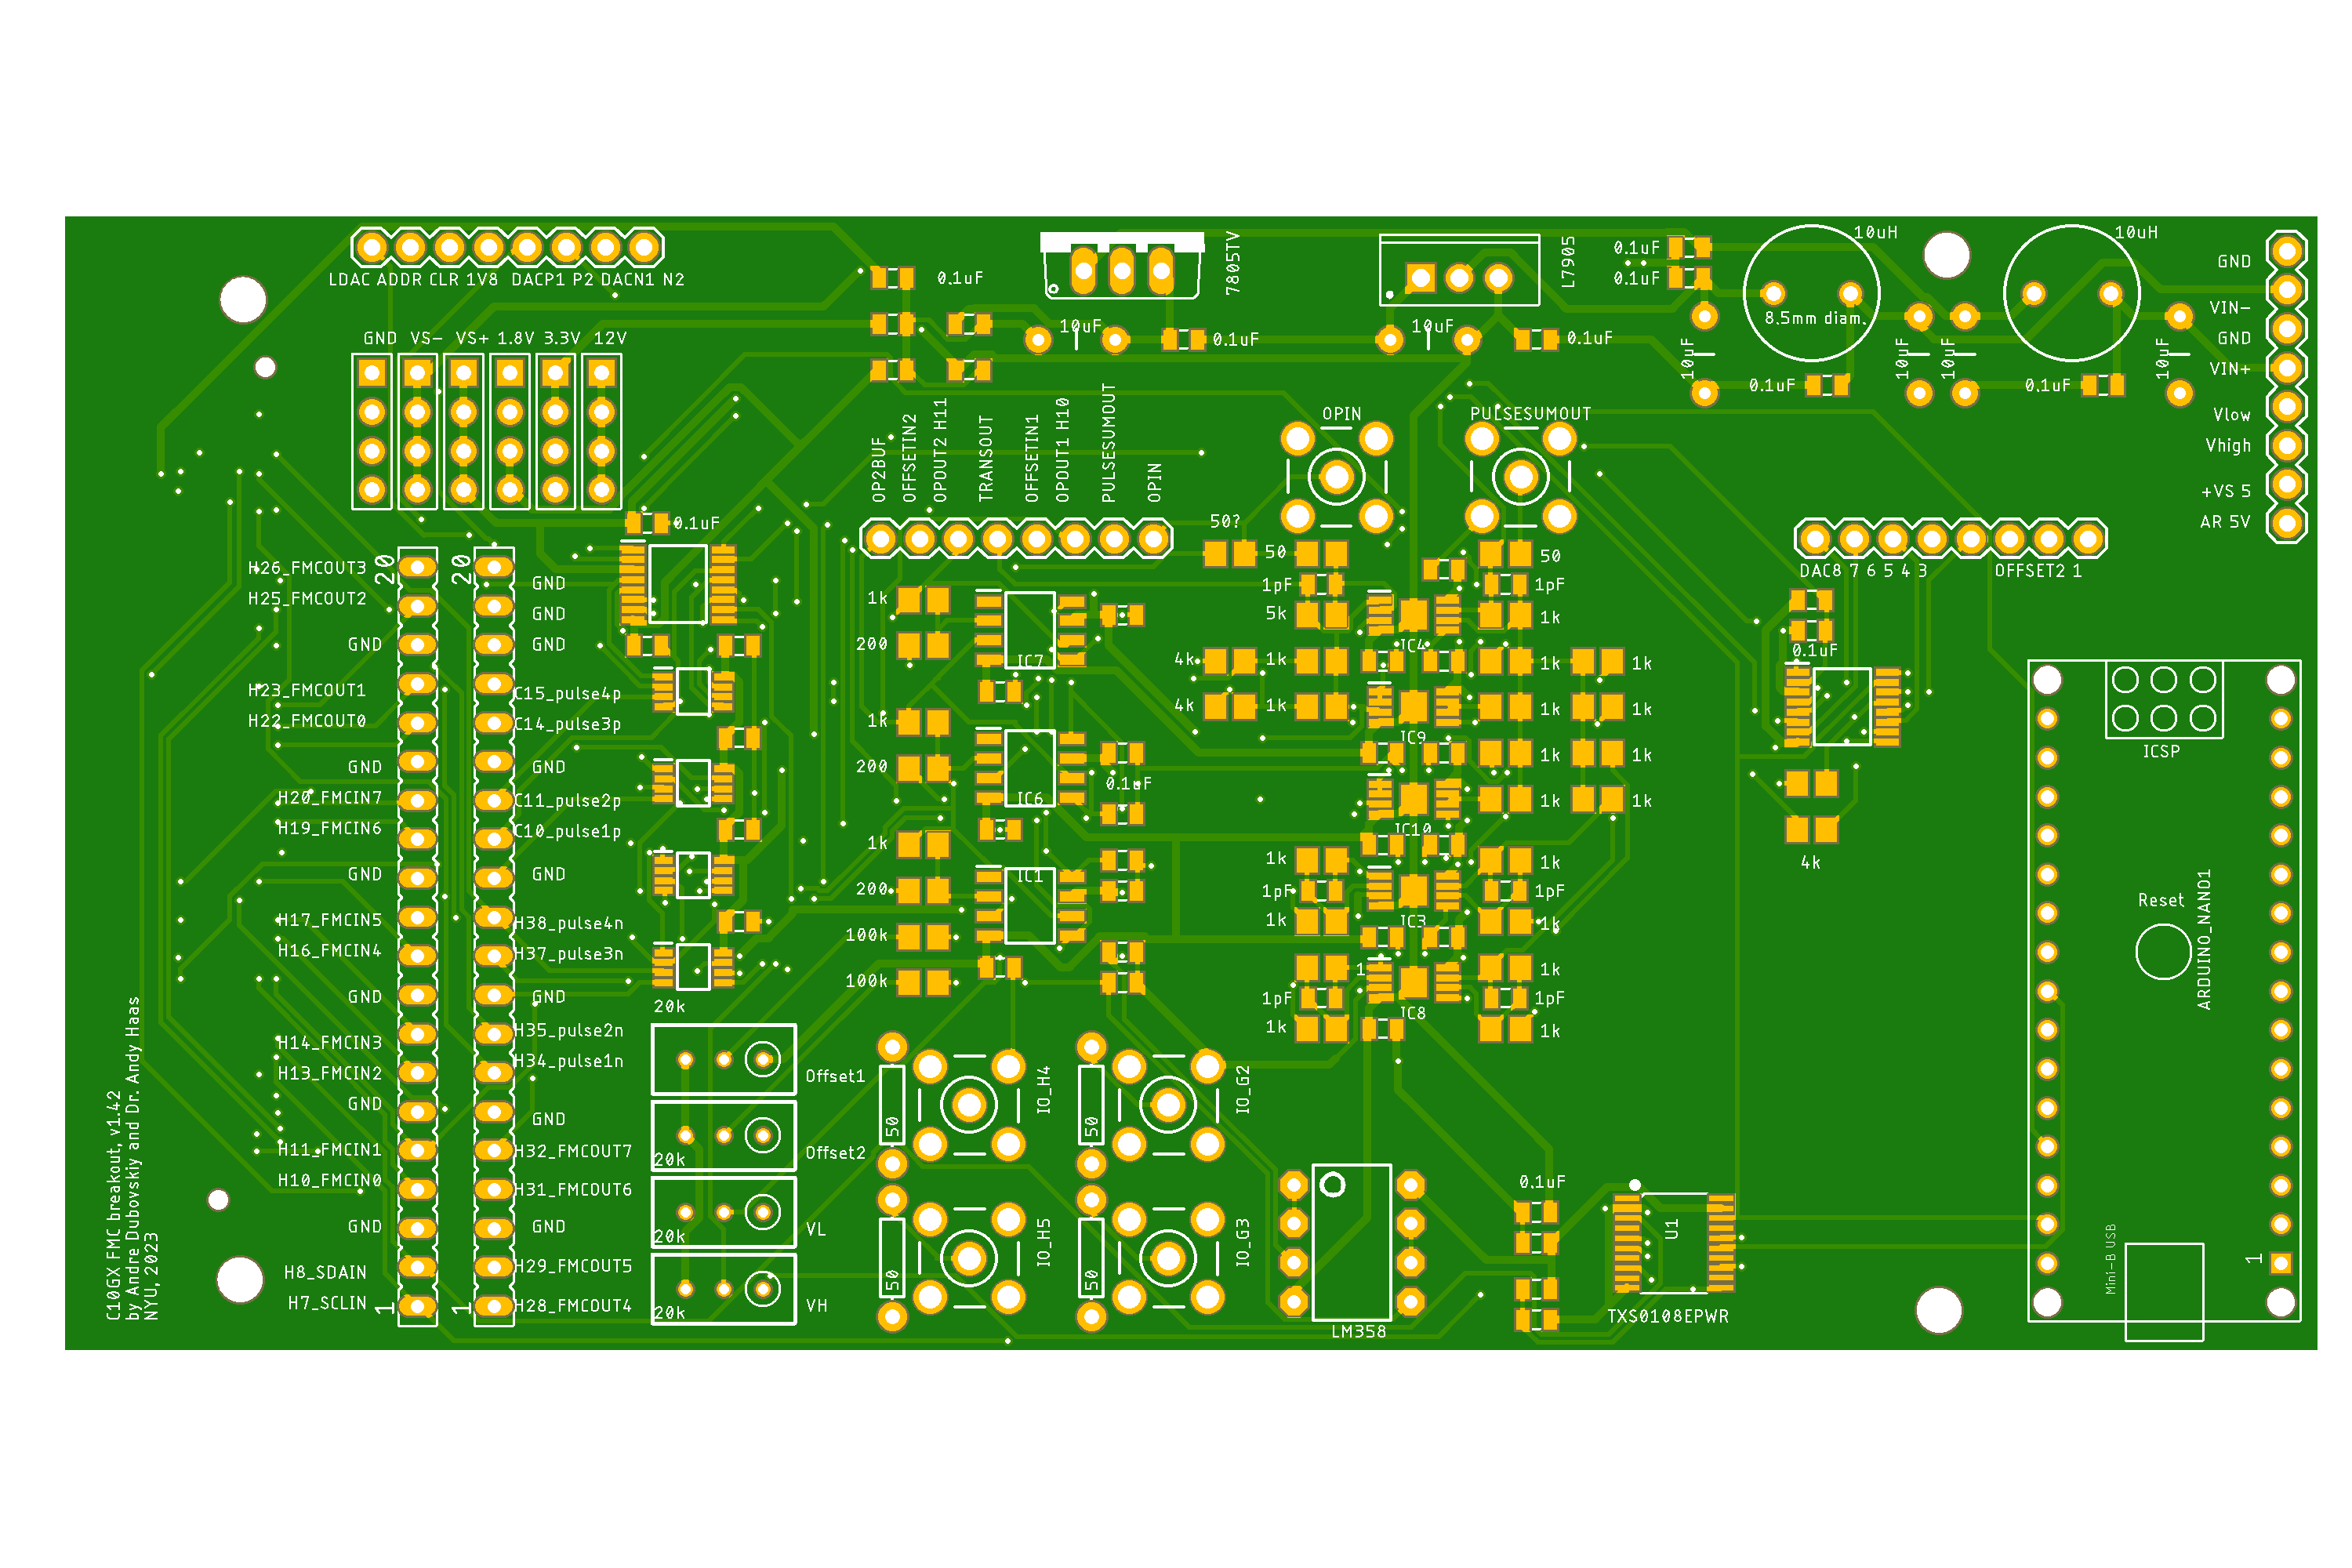 LDAC ADDR CLR 1V8 DACP1 P2 DACN1 N2
0.1uF
7805TV
L7905
0.1uF
0.1uF
10uH
10uH
8.5mm diam.
GND
VIN-
GND
VIN+
Vlow
Vhigh
+VS 5
AR 5V
GND VS- VS+ 1.8V 3.3V 12V
10uF
0.1uF
10uF
0.1uF
10uF
0.1uF
10uF
10uF
0.1uF
10uF
OP2BUF
OFFSETIN2
OPOUT2 H11
TRANSOUT
OFFSETIN1
OPOUT1 H10
PULSESUMOUT
OPIN
OPIN
PULSESUMOUT
0.1uF
50?
50
50
1pF
1pF
5k
1k
IC4
4k
1k
1k
1k
4k
1k
1k
1k
IC9
1k
1k
1k
1k
IC10
1k
1k
1pF
1pF
1k
1k
IC3
1
1k
1pF
1pF
1k
1k
IC8
DAC8 7 6 5 4 3
OFFSET2 1
0.1uF
4k
20
20
H26_FMCOUT3
H25_FMCOUT2
GND
H23_FMCOUT1
H22_FMCOUT0
GND
H20_FMCIN7
H19_FMCIN6
GND
H17_FMCIN5
H16_FMCIN4
GND
H14_FMCIN3
H13_FMCIN2
GND
H11_FMCIN1
H10_FMCIN0
GND
H8_SDAIN
H7_SCLIN
1
1
GND
GND
GND
C15_pulse4p
C14_pulse3p
GND
C11_pulse2p
C10_pulse1p
GND
H38_pulse4n
H37_pulse3n
GND
H35_pulse2n
H34_pulse1n
GND
H32_FMCOUT7
H31_FMCOUT6
GND
H29_FMCOUT5
H28_FMCOUT4
1k
200
IC7
1k
200
IC6
0.1uF
1k
200
IC1
100k
100k
20k
Offset1
20k
Offset2
20k
VL
20k
VH
50
IO_H4
50
IO_G2
50
IO_H5
50
IO_G3
LM358
0.1uF
U1
TXS0108EPWR
ICSP
Reset
ARDUINO_NANO1
Mini-B USB
1
C10GX FMC breakout, v1.42
by Andre Dubovskiy and Dr. Andy Haas
NYU, 2023